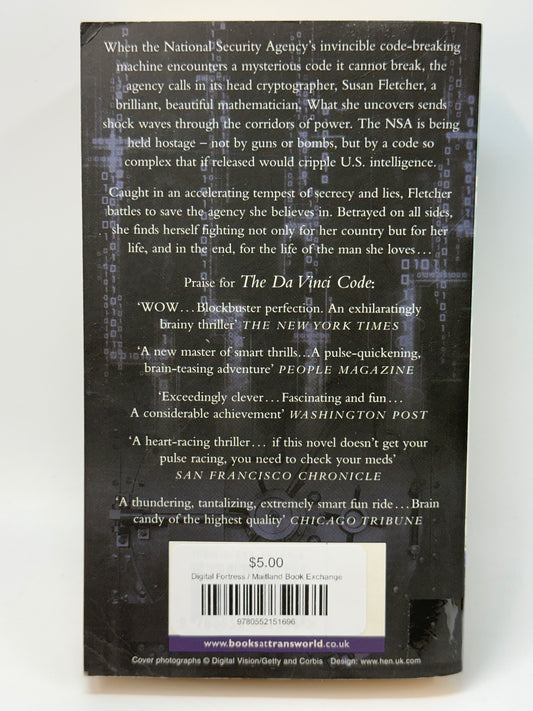 When the National Security Agency's invincible code-breaking
machine encounters a mysterious code it cannot break, the
agency calls in its head cryptographer, Susan Fletcher, a
brilliant, beautiful mathematician. What she uncovers sends
shock waves through the corridors of power. The NSA is being
held hostage – not by guns or bombs, but by a code so
complex that if released would cripple U.S. intelligence.
Caught in an accelerating tempest of secrecy and lies, Fletcher
battles to save the agency she believes in. Betrayed on all sides,
she finds herself fighting not only for her country but for her
life, and in the end, for the life of the man she loves...
Praise for The Da Vinci Code:
'WOW...Blockbuster perfection. An exhilaratingly
brainy thriller' THE NEW YORK TIMES
'A new master of smart thrills...A pulse-quickening,
brain-teasing adventure' PEOPLE MAGAZINE
'Exceedingly clever...Fascinating and fun...
A considerable achievement' WASHINGTON POST
'A heart-racing thriller... if this novel doesn't get your
pulse racing, you need to check your meds'
SAN FRANCISCO CHRONICLE
'A thundering, tantalizing, extremely smart fun ride...Brain
candy of the highest quality' CHICAGO TRIBUNE
$5.00
Digital Fortress / Maitland Book Exchange
9780552151696
www.booksattransworld.co.uk
Cover photographs © Digital Vision/Getty and Corbis Design: www.hen.uk.com